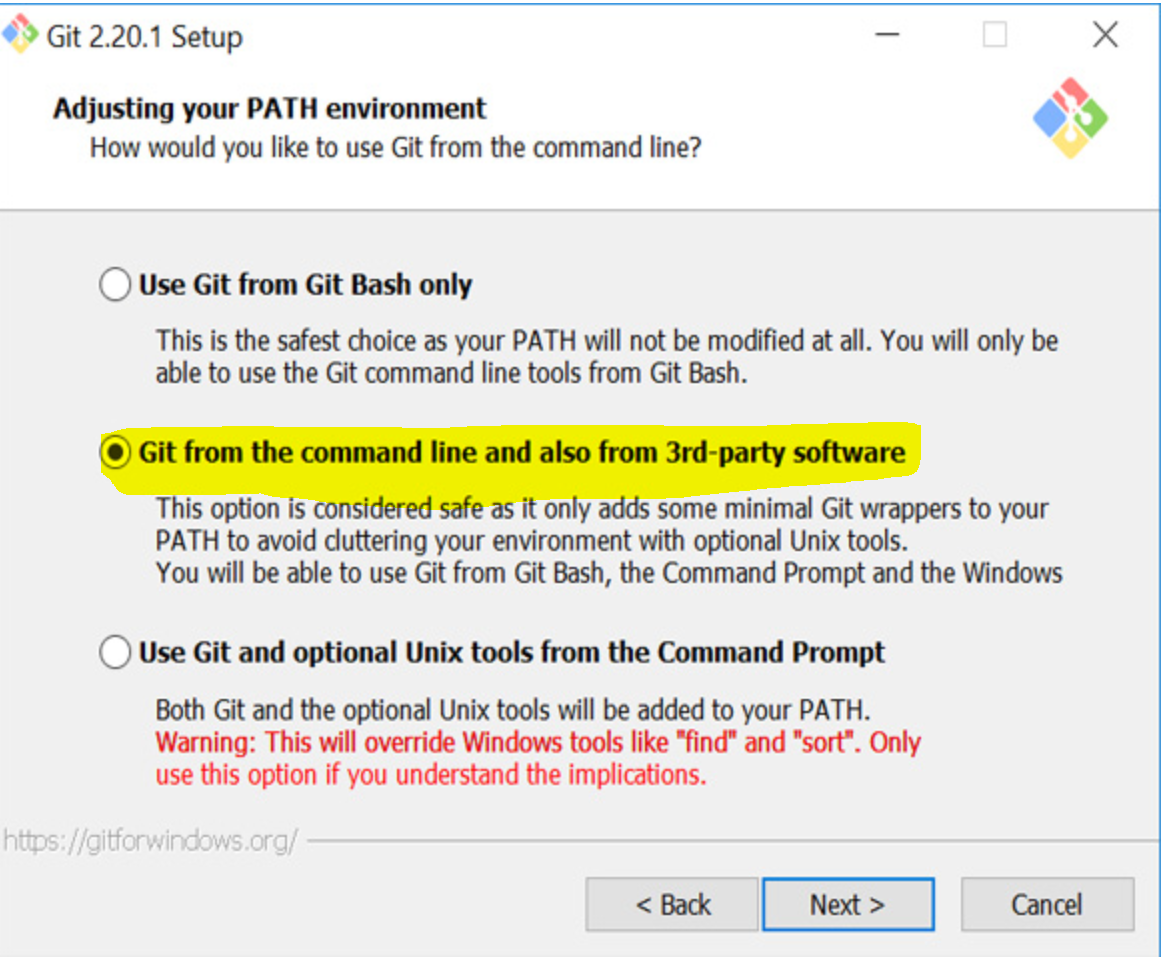 Git 2.20.1 Setup
Adjusting your PATH environment
How would you like to use Git from the command line?
Use Git from Git Bash only
This is the safest choice as your PATH will not be modified at all. You will only be
able to use the Git command line tools from Git Bash.
Git from the command line and also from 3rd-party software
This option is considered safe as it only adds some minimal Git wrappers to your
PATH to avoid cluttering your environment with optional Unix tools.
You will be able to use Git from Git Bash, the Command Prompt and the Windows
Use Git and optional Unix tools from the Command Prompt
Both Git and the optional Unix tools will be added to your PATH.
Warning: This will override Windows tools like "find" and "sort". Only
use this option if you understand the implications.
https://gitforwindows.org/
< Back Next > Cancel